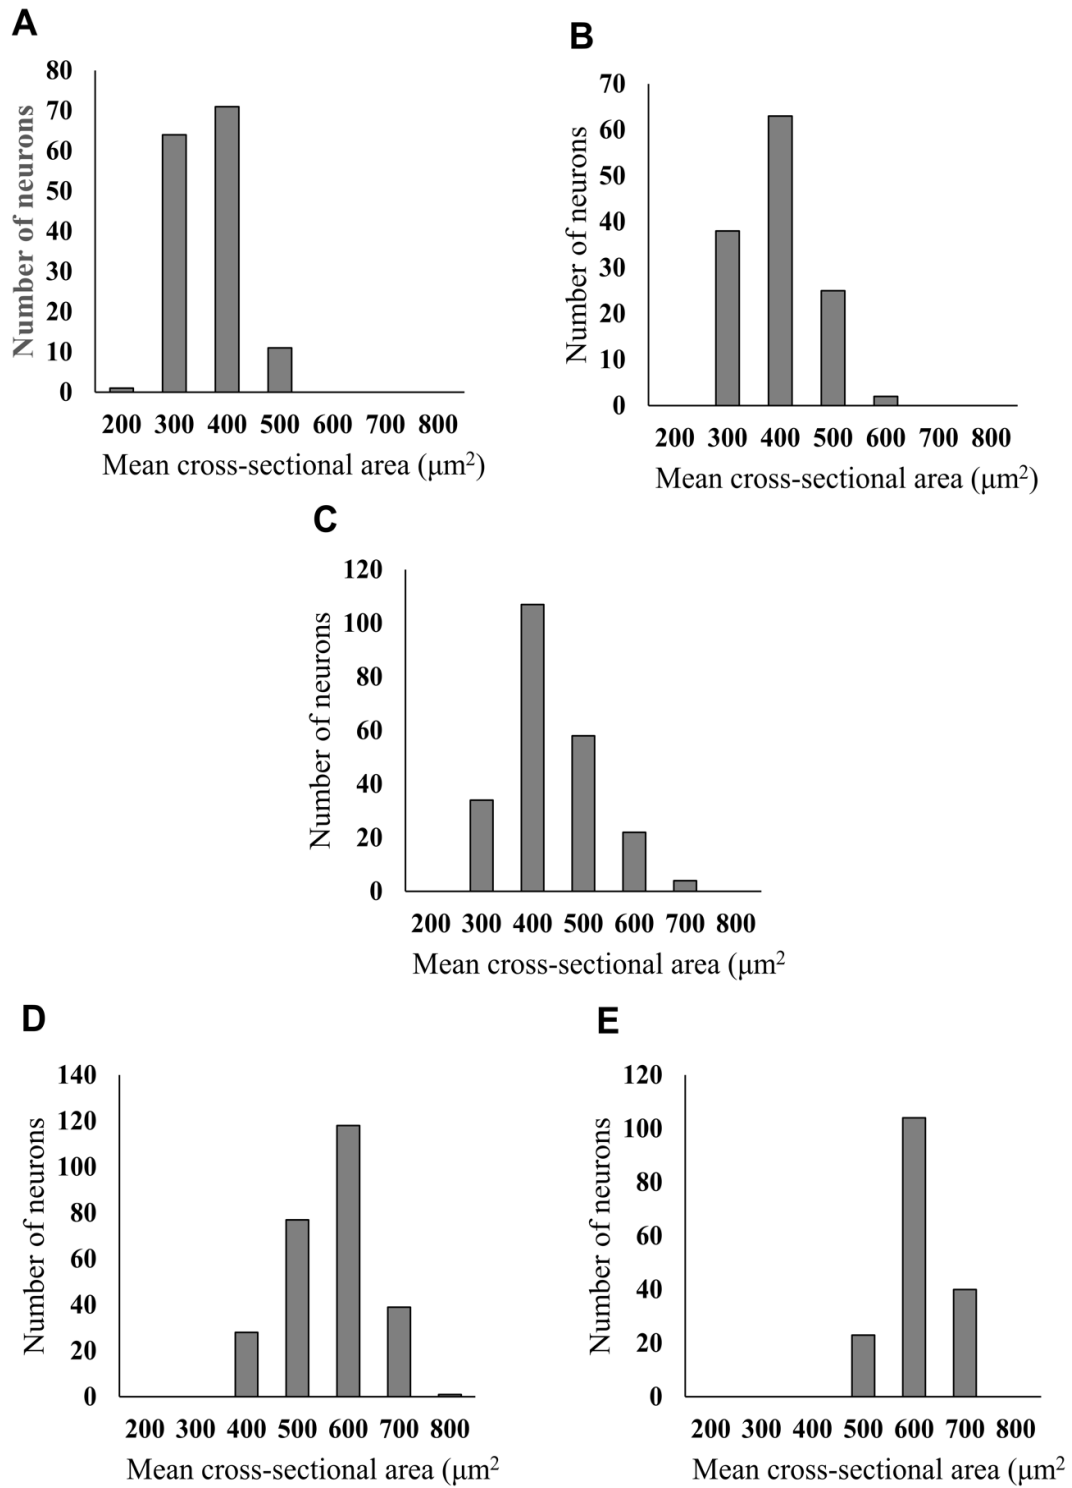 A
Number of neurons
80
70
60
50
40
30
20
10
0
200 300 400 500 600 700 800
Mean cross-sectional area (μm²)
B
Number of neurons
70
60
50
40
30
20
10
0
200 300 400 500 600 700 800
Mean cross-sectional area (μm²)
C
Number of neurons
120
100
80
60
40
20
0
200 300 400 500 600 700 800
Mean cross-sectional area (μm²
D
Number of neurons
140
120
100
80
60
40
20
0
200 300 400 500 600 700 800
Mean cross-sectional area (μm²
E
Number of neurons
120
100
80
60
40
20
0
200 300 400 500 600 700 800
Mean cross-sectional area (μm²